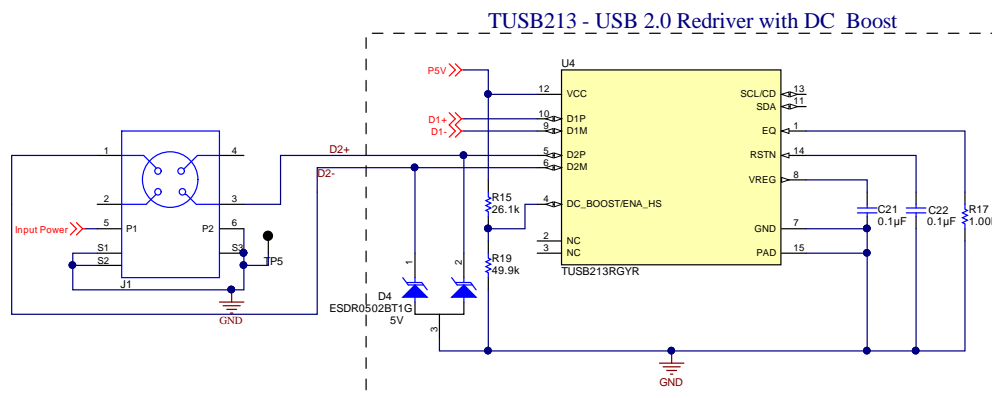 TUSB213 - USB 2.0 Redriver with DC Boost
U4
P5V
12 VCC SCL/CD 13
SDA 11
D1+ 10 D1P
D1- 9 D1M EQ 1
1 4 D2+ 5 D2P RSTN 14
D2- 6 D2M
VREG 8
2 3
R15
26.1k
4 DC_BOOST/ENA_HS
C21
0.1µF
C22
0.1µF
R17
1.00
Input Power 5 P1 P2 6
GND 7
2 NC
3 NC
PAD 15
S1 S3
S2
TP5
R19
49.9k
TUSB213RGYR
J1
1 2
D4
ESDR0502BT1G
5V
3
GND
GND